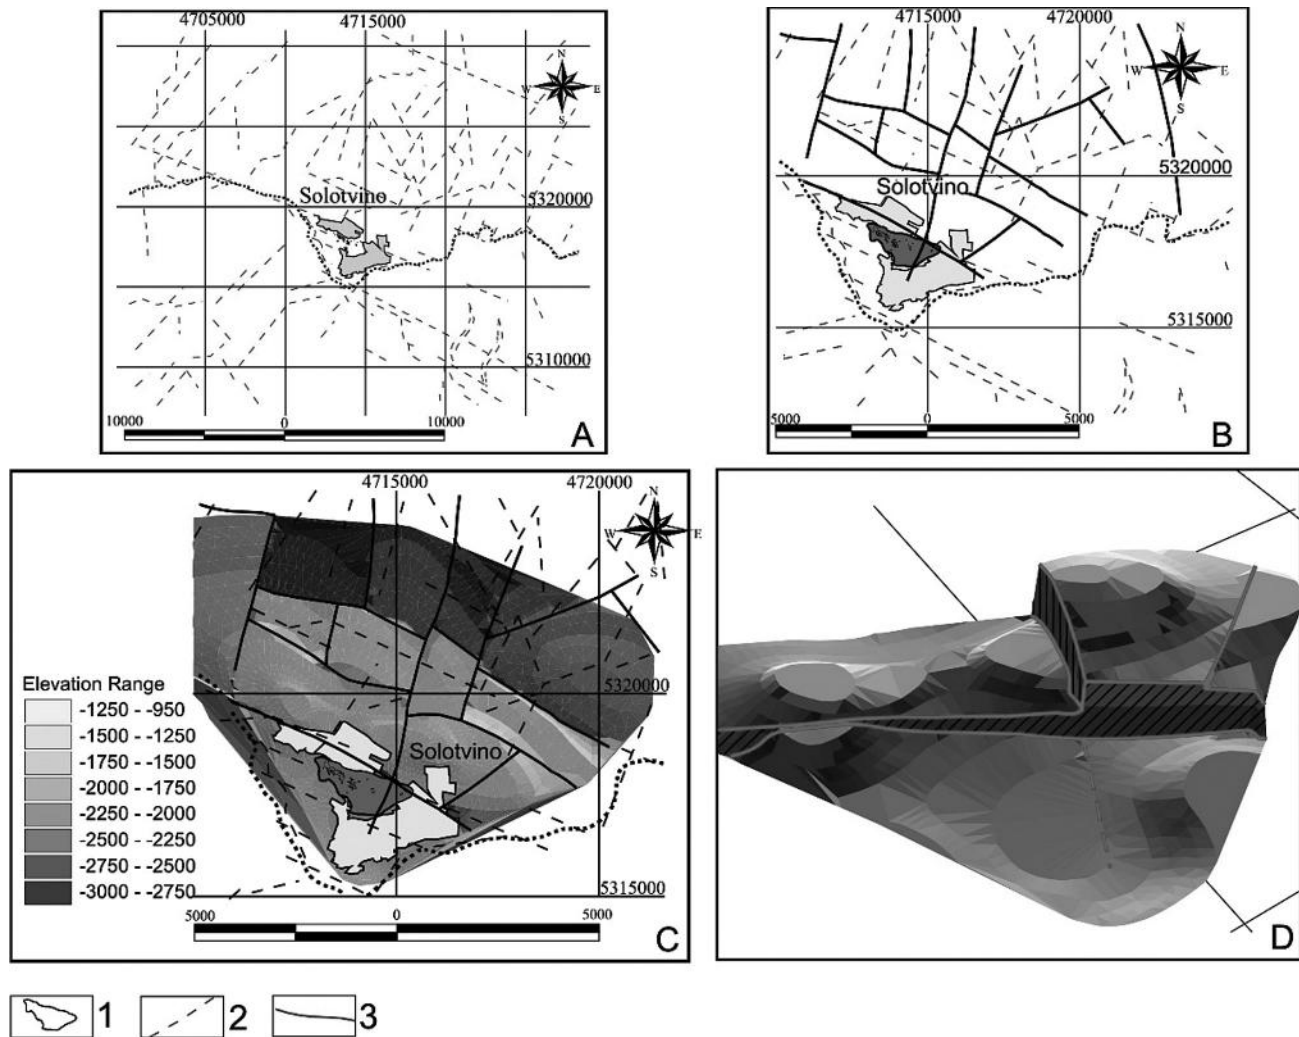 4705000 4715000
N
W E
S
Solotvino
5320000
5310000
10000 0 10000
A
4715000 4720000
N
W E
S
5320000
Solotvino
5315000
5000 0 5000
B
4715000 4720000
N
W E
S
Elevation Range
-1250 - -950
-1500 - -1250
-1750 - -1500
-2000 - -1750
-2250 - -2000
-2500 - -2250
-2750 - -2500
-3000 - -2750
5320000
Solotvino
5315000
5000 0 5000
C
D
1 2 3